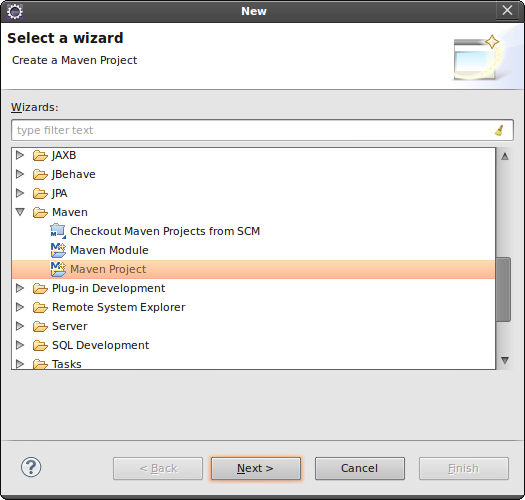 New
Select a wizard
Create a Maven Project
Wizards:
type filter text
JAXB
JBehave
JPA
Maven
Checkout Maven Projects from SCM
Maven Module
Maven Project
Plug-in Development
Remote System Explorer
Server
SQL Development
Tasks
< Back
Next >
Cancel
Finish